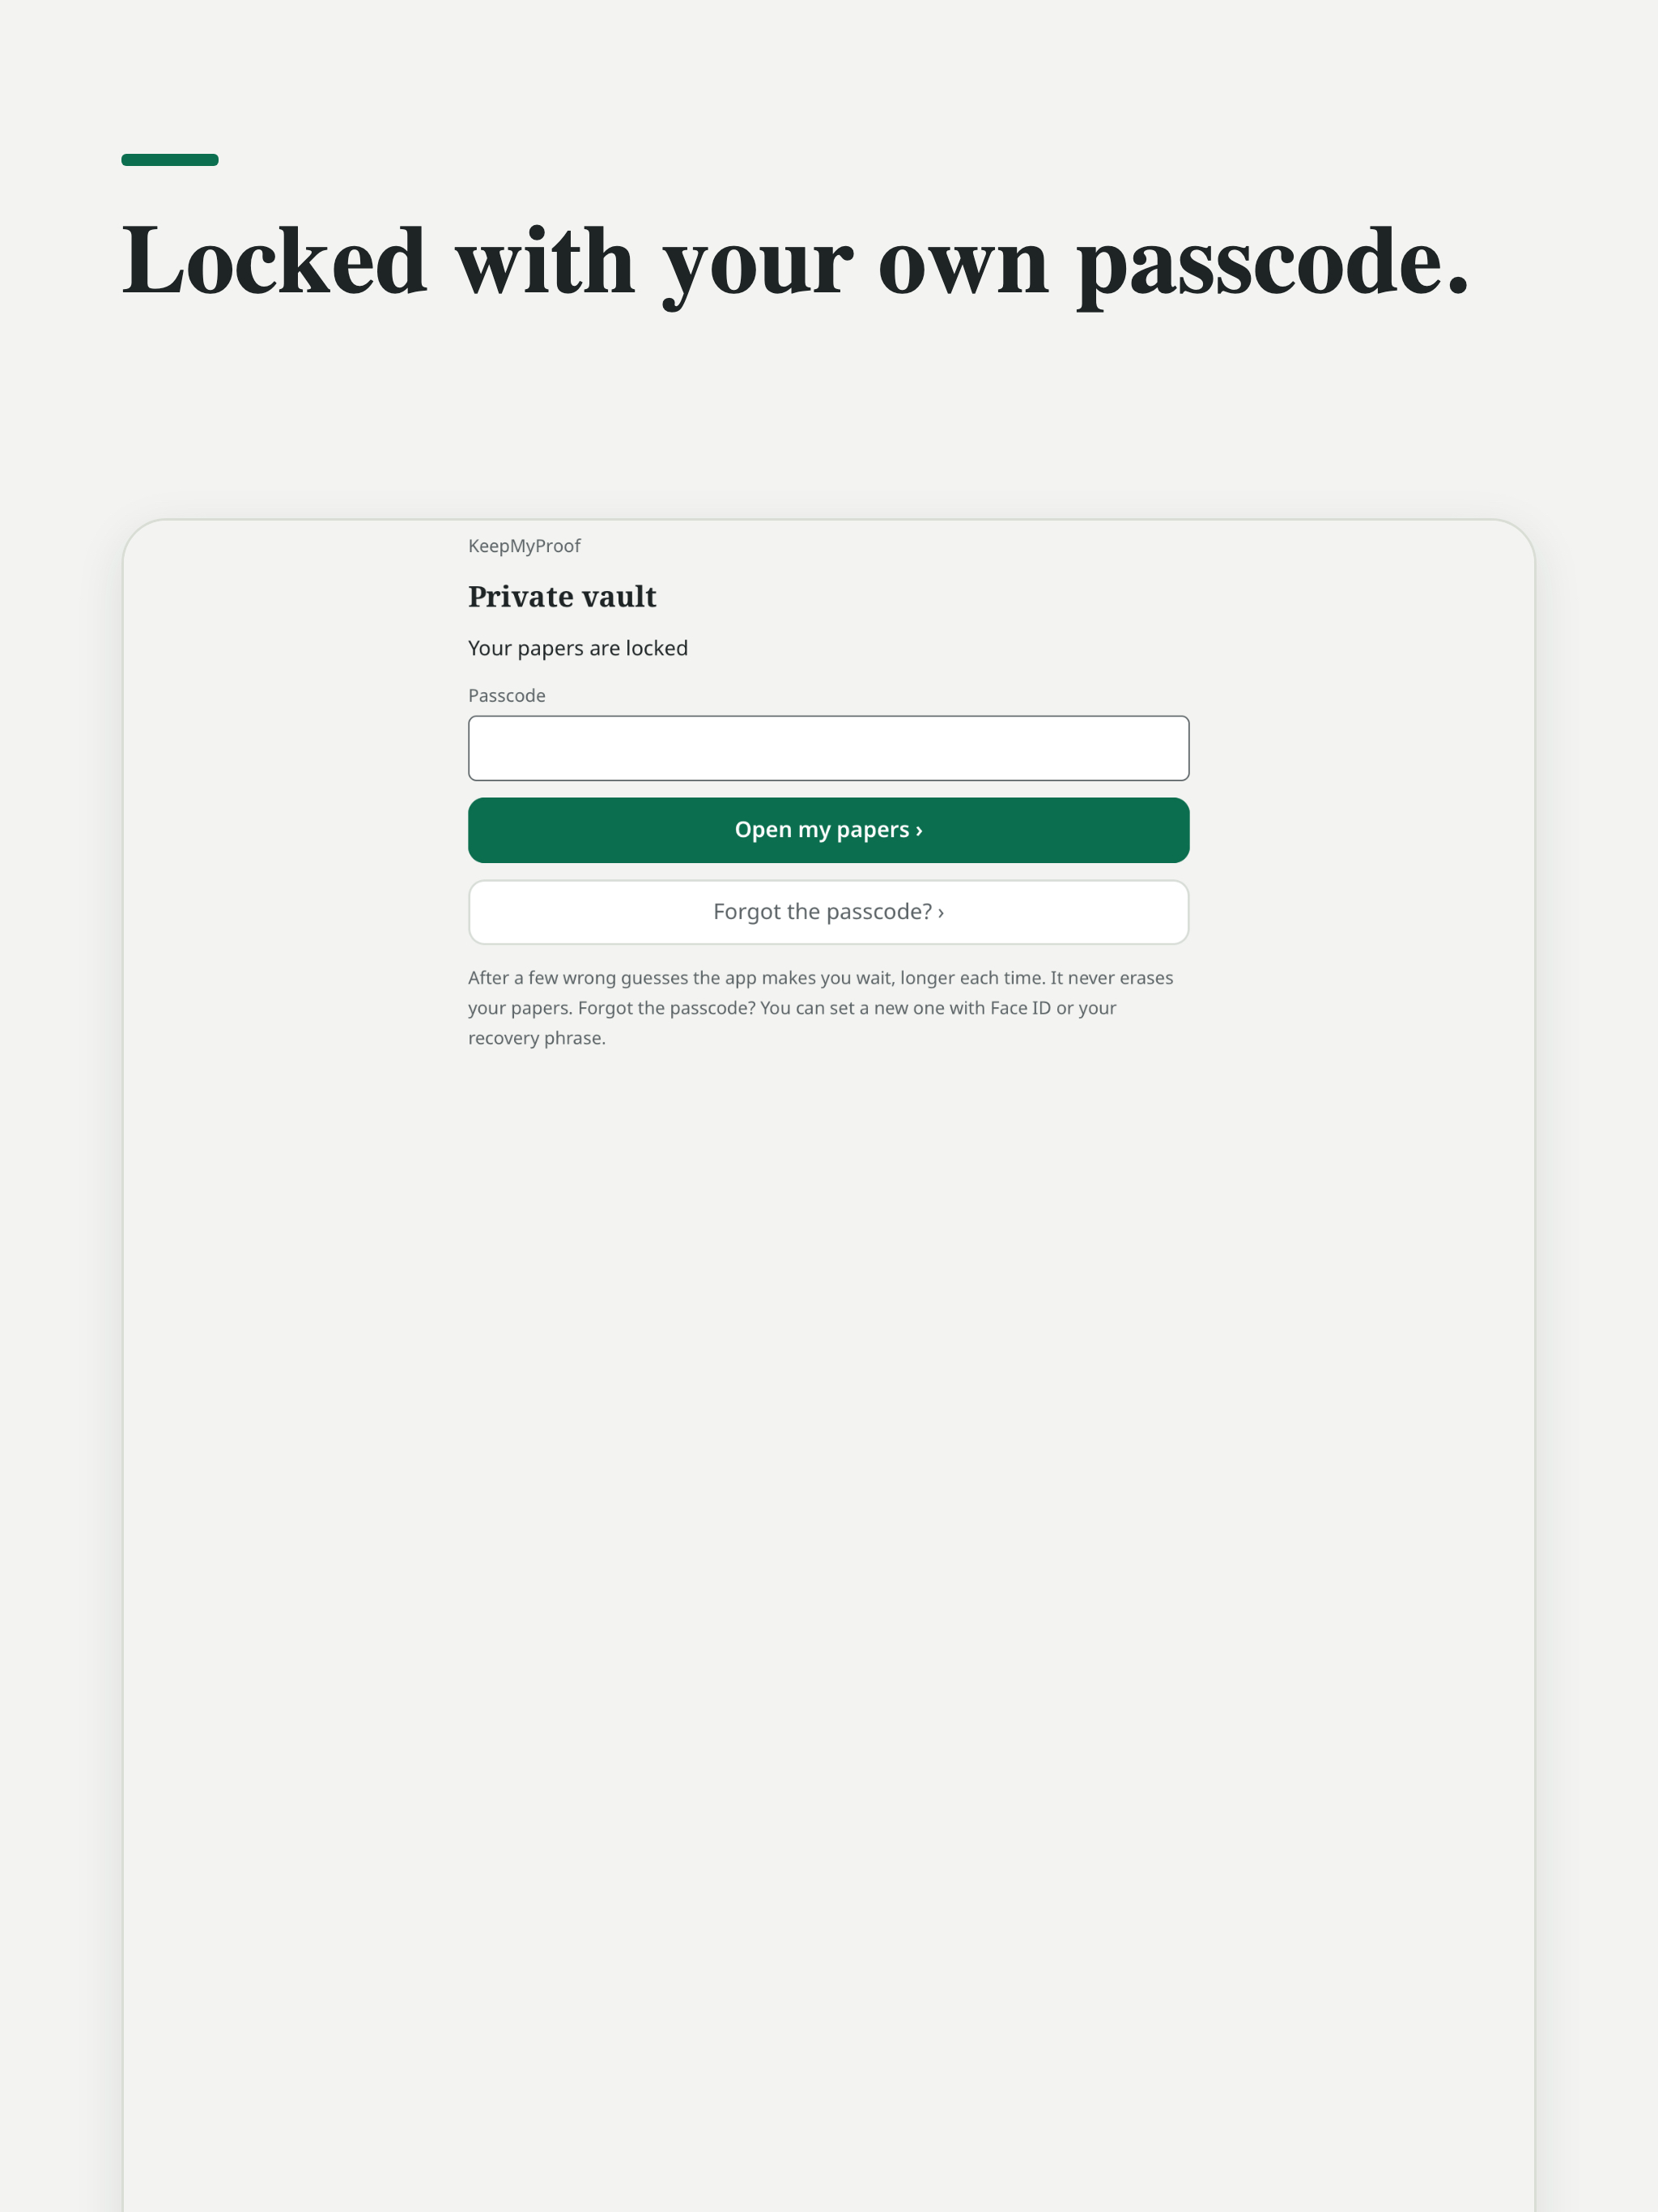 Locked with your own passcode.
KeepMyProof
Private vault
Your papers are locked
Passcode
Open my papers ›
Forgot the passcode? ›
After a few wrong guesses the app makes you wait, longer each time. It never erases
your papers. Forgot the passcode? You can set a new one with Face ID or your
recovery phrase.